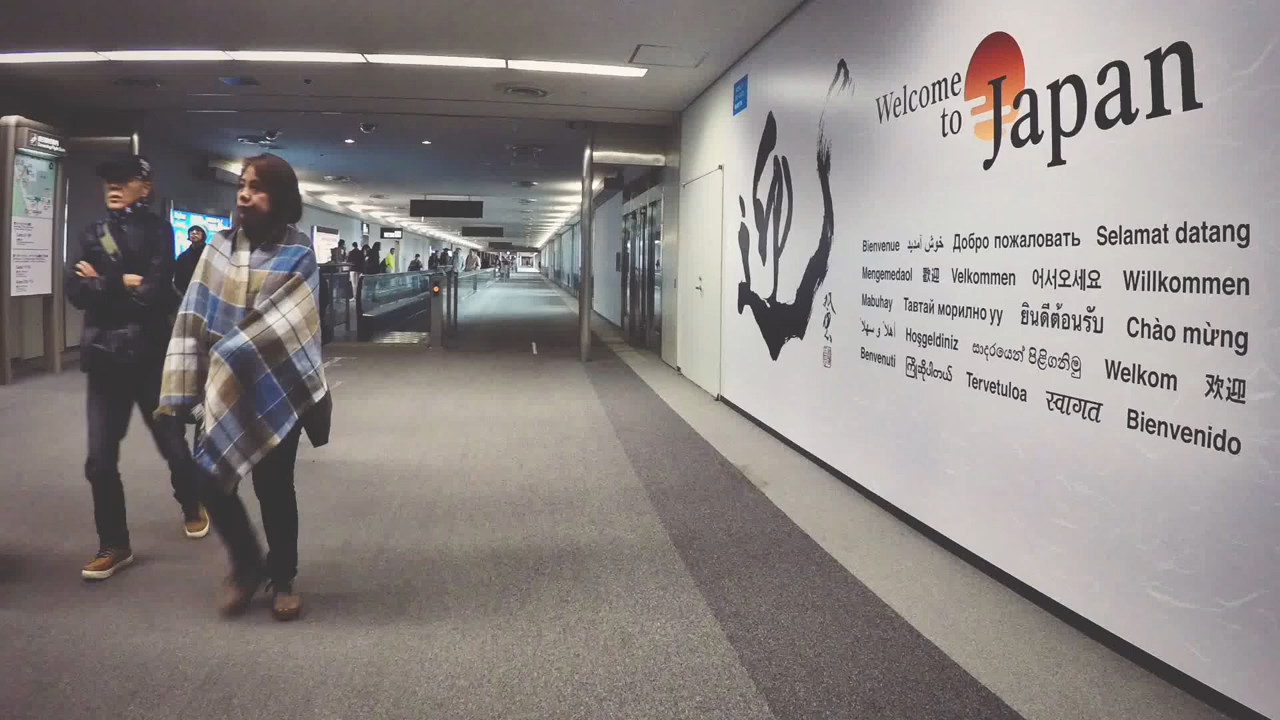 Welcome
to Japan
Bienvenue خوش آمدید Добро пожаловать Selamat datang
Mengemedaol 歡迎 Velkommen 어서오세요 Willkommen
Mabuhay Тавтай морилно уу ยินดีต้อนรับ Chào mừng
أهلا و سهلا Hoşgeldiniz සාදරයෙන් පිළිගනිමු Welkom 欢迎
Benvenuti ကြိုဆိုပါတယ် Tervetuloa स्वागत Bienvenido